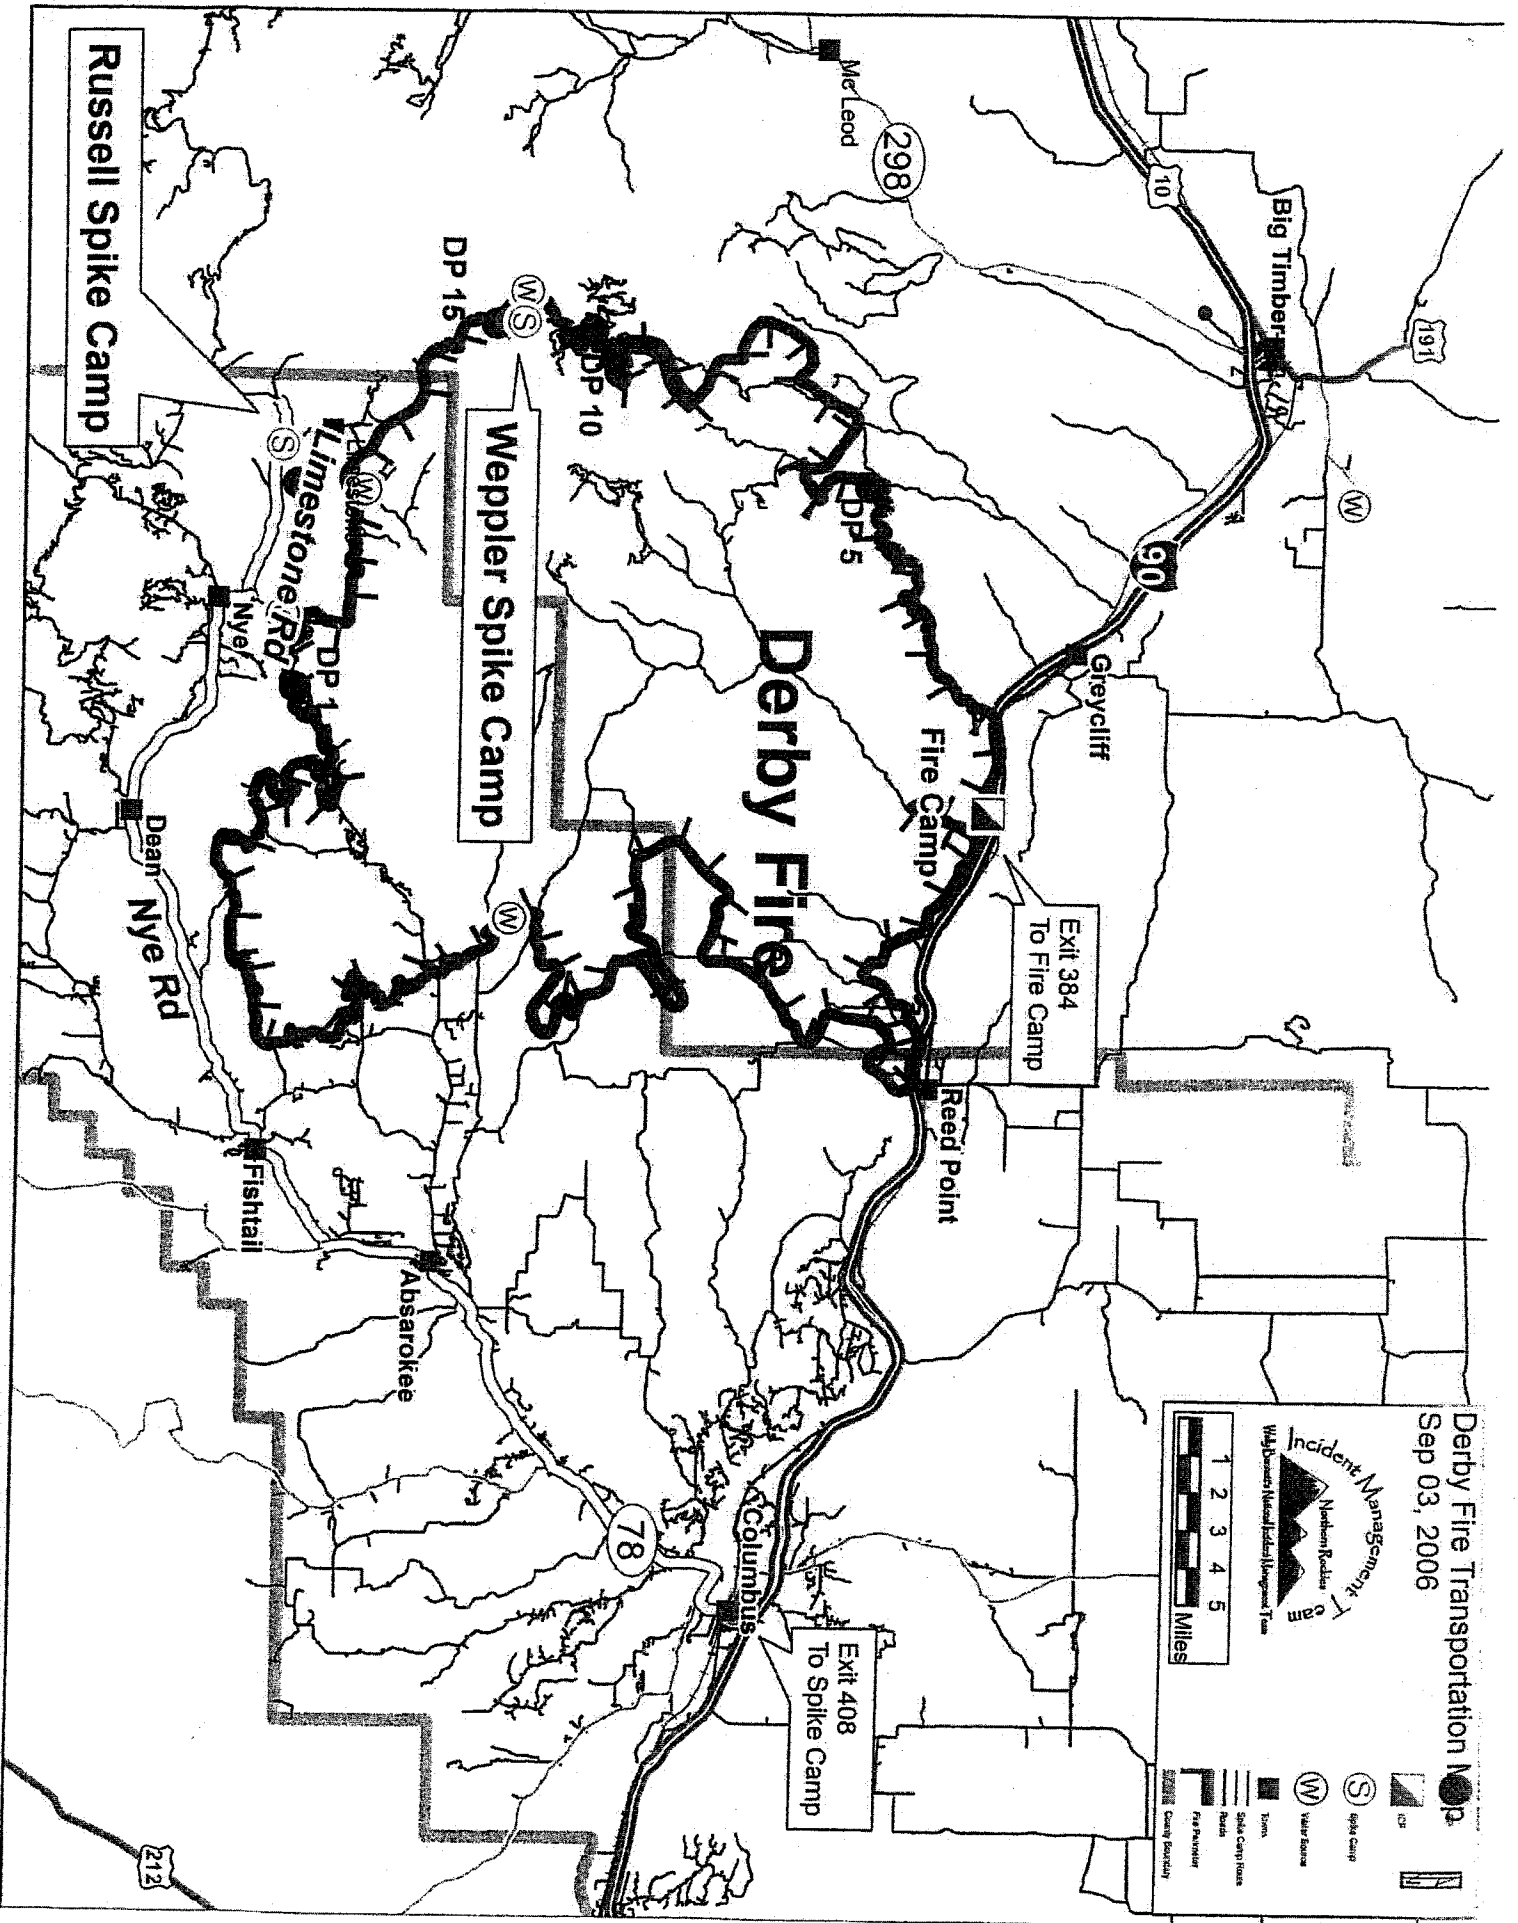 Derby Fire Transportation Map
Sep 03, 2006
Incident Management Team
Northern Rockies
1 2 3 4 5
Miles
ICP
Spike Camp
Water Source
Towns
Spike Camp Route
Roads
Fire Perimeter
County Boundary
S
W
191
Big Timber
10
W
90
Greycliff
Mc Leod
298
Exit 384
To Fire Camp
Fire Camp
Reed Point
DP 5
Derby Fire
Exit 408
To Spike Camp
Columbus
DP 10
W
S
DP 15
Weppler Spike Camp
W
78
Absarokee
W
Limestone Rd
DP 1
S
Nye
Russell Spike Camp
Dean
Nye Rd
Fishtail
212